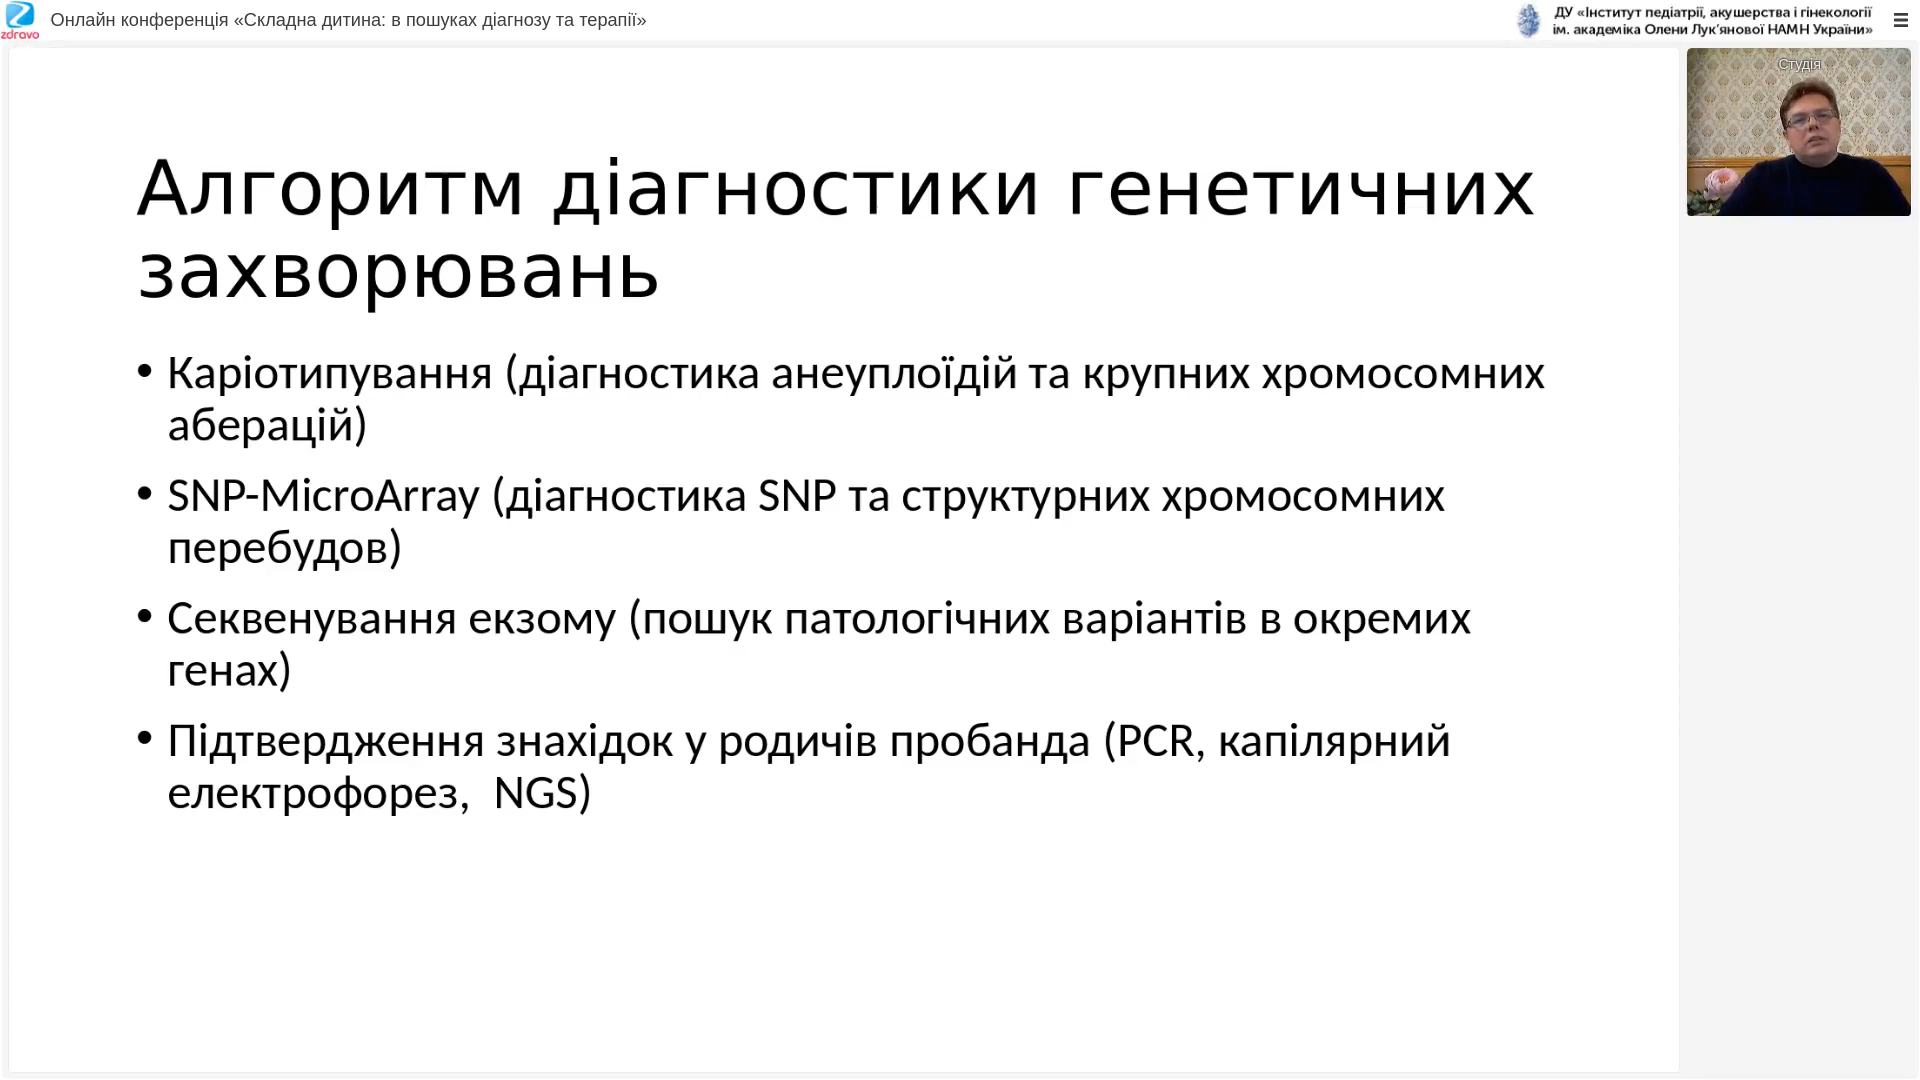 Онлайн конференція «Складна дитина: в пошуках діагнозу та терапії»
zdravo
ДУ «Інститут педіатрії, акушерства і гінекології
ім. академіка Олени Лук'янової НАМН України»
Студія
Алгоритм діагностики генетичних
захворювань
• Каріотипування (діагностика анеуплоїдій та крупних хромосомних
аберацій)
• SNP-MicroArray (діагностика SNP та структурних хромосомних
перебудов)
• Секвенування екзому (пошук патологічних варіантів в окремих
генах)
• Підтвердження знахідок у родичів пробанда (PCR, капілярний
електрофорез,  NGS)